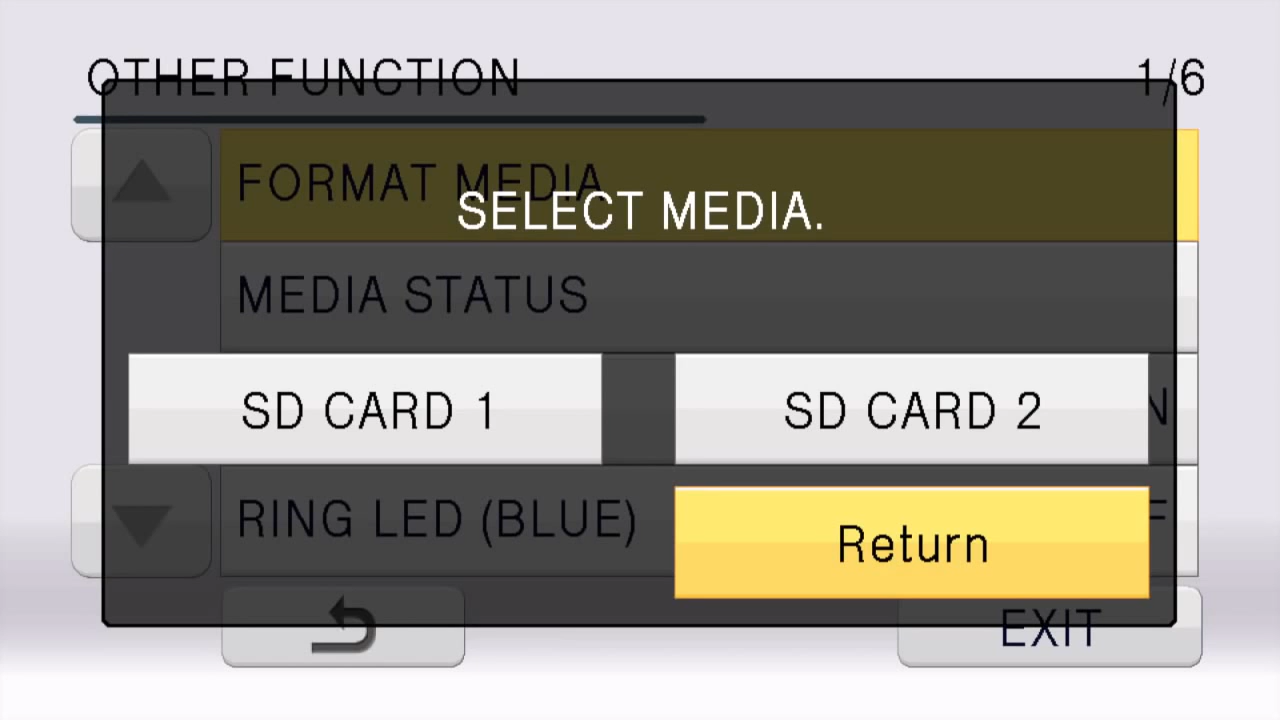 OTHER FUNCTION 1/6
FORMAT MEDIA
SELECT MEDIA.
MEDIA STATUS
SD CARD 1 SD CARD 2
RING LED (BLUE)
Return
EXIT